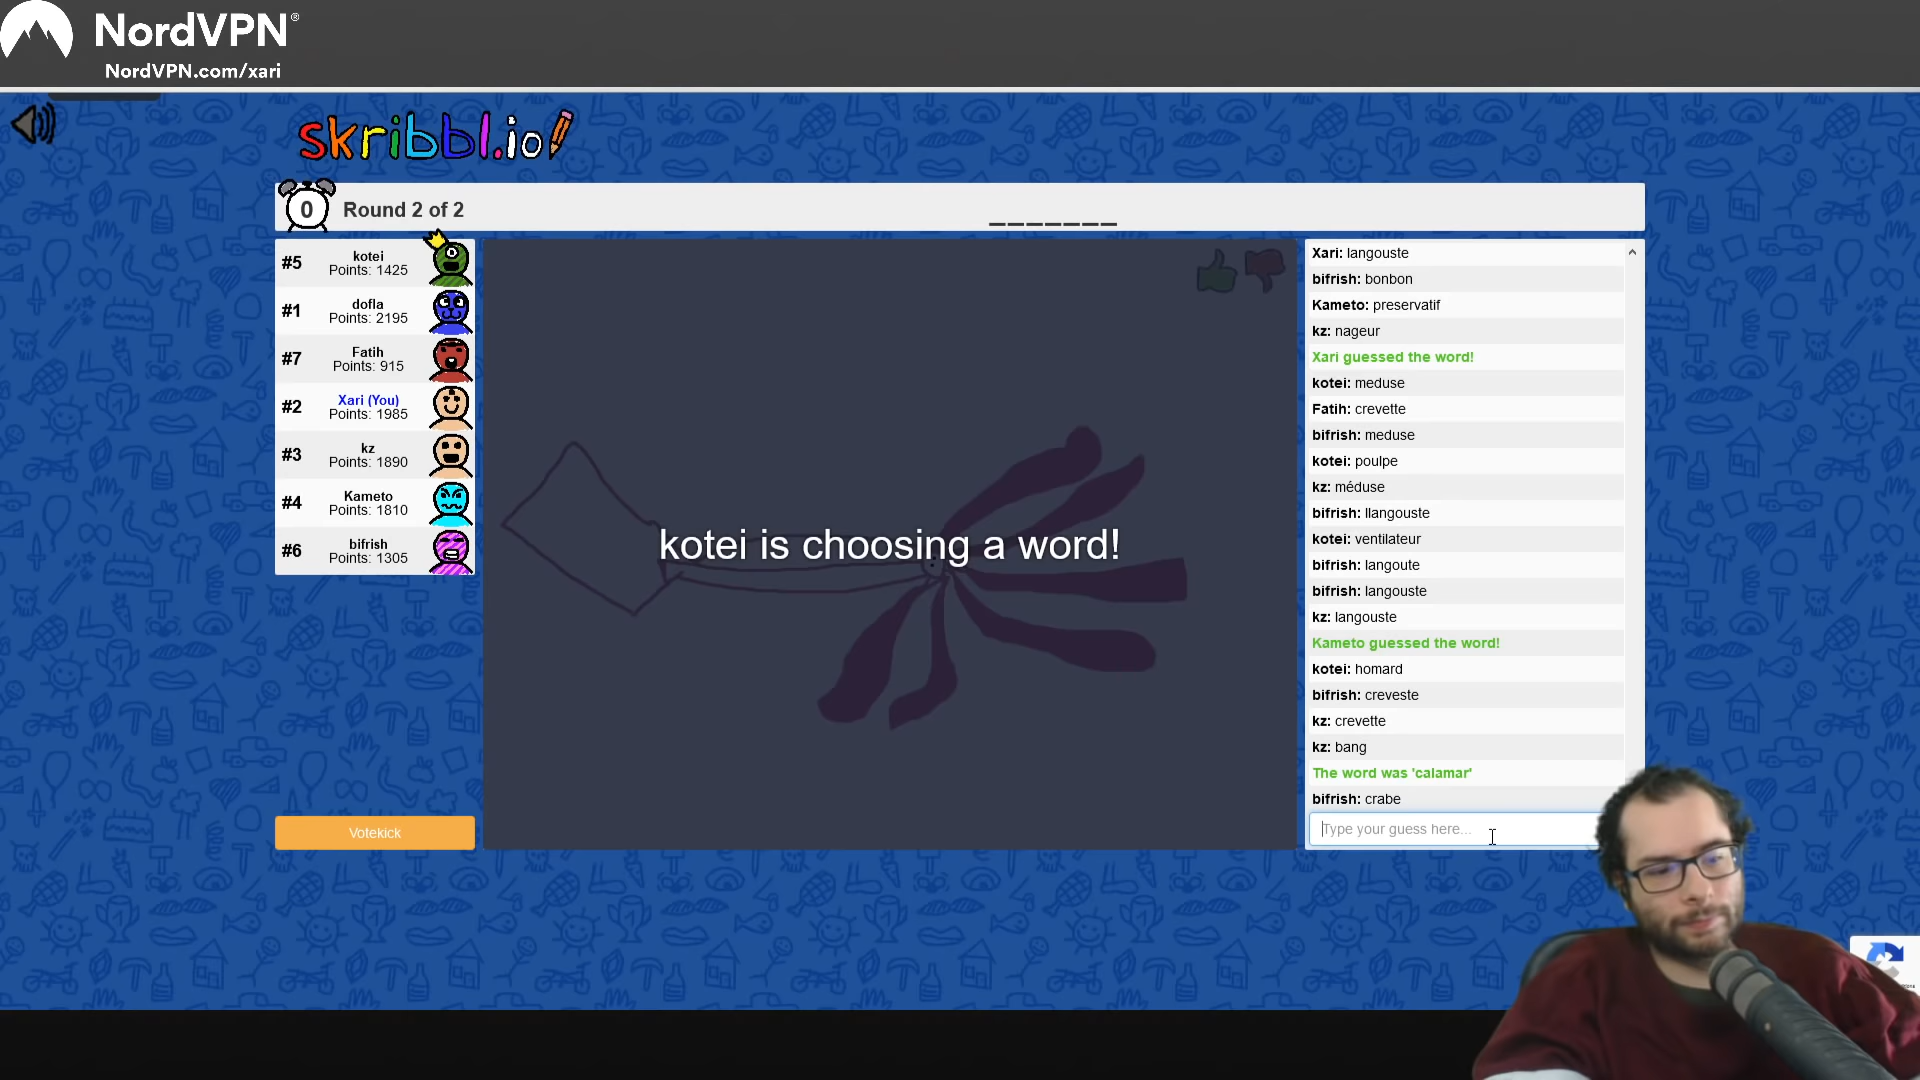 NordVPN®
NordVPN.com/xari
skribbl.io
0
Round 2 of 2
_______
#5
kotei
Points: 1425
#1
dofla
Points: 2195
#7
Fatih
Points: 915
#2
Xari (You)
Points: 1985
#3
kz
Points: 1890
#4
Kameto
Points: 1810
#6
bifrish
Points: 1305
Votekick
kotei is choosing a word!
Xari: langouste
bifrish: bonbon
Kameto: preservatif
kz: nageur
Xari guessed the word!
kotei: meduse
Fatih: crevette
bifrish: meduse
kotei: poulpe
kz: méduse
bifrish: llangouste
kotei: ventilateur
bifrish: langoute
bifrish: langouste
kz: langouste
Kameto guessed the word!
kotei: homard
bifrish: creveste
kz: crevette
kz: bang
The word was 'calamar'
bifrish: crabe
Type your guess here...